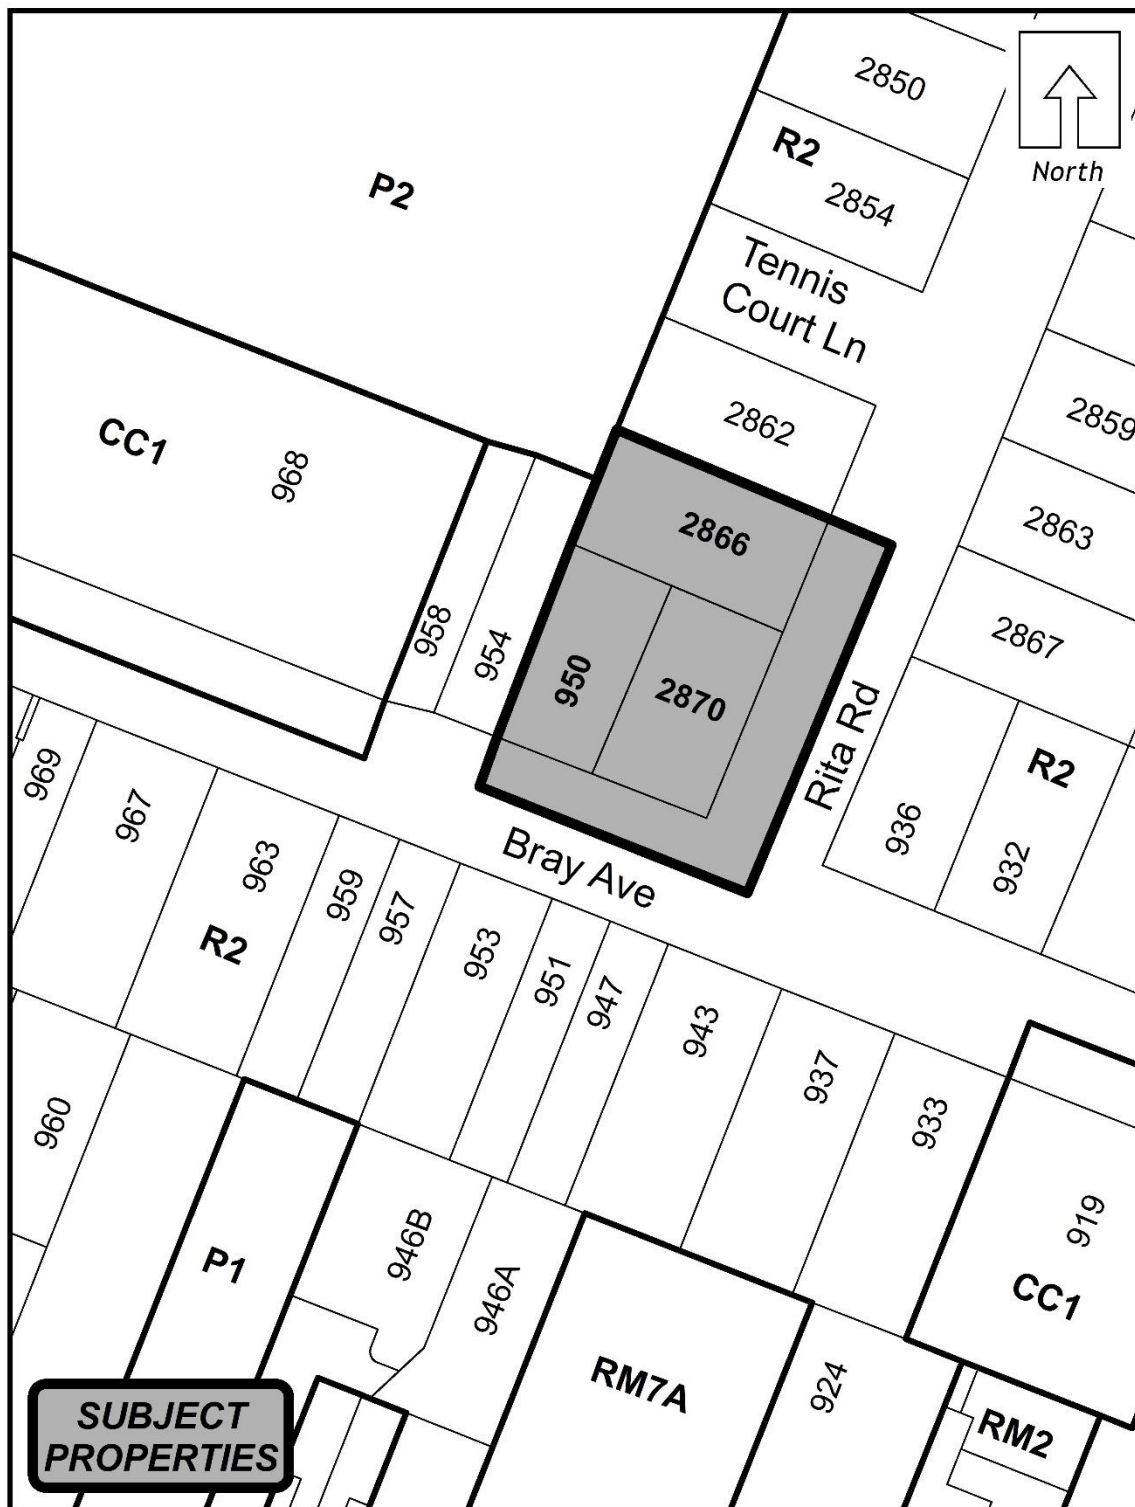 2850
R2
2854
North
P2
Tennis
Court Ln
2862
2859
CC1
968
2866
2863
2867
958
954
950
2870
Rita Rd
R2
936
932
969
967
963
959
957
953
951
947
943
937
933
Bray Ave
R2
960
P1
946B
946A
RM7A
924
919
CC1
RM2
SUBJECT
PROPERTIES